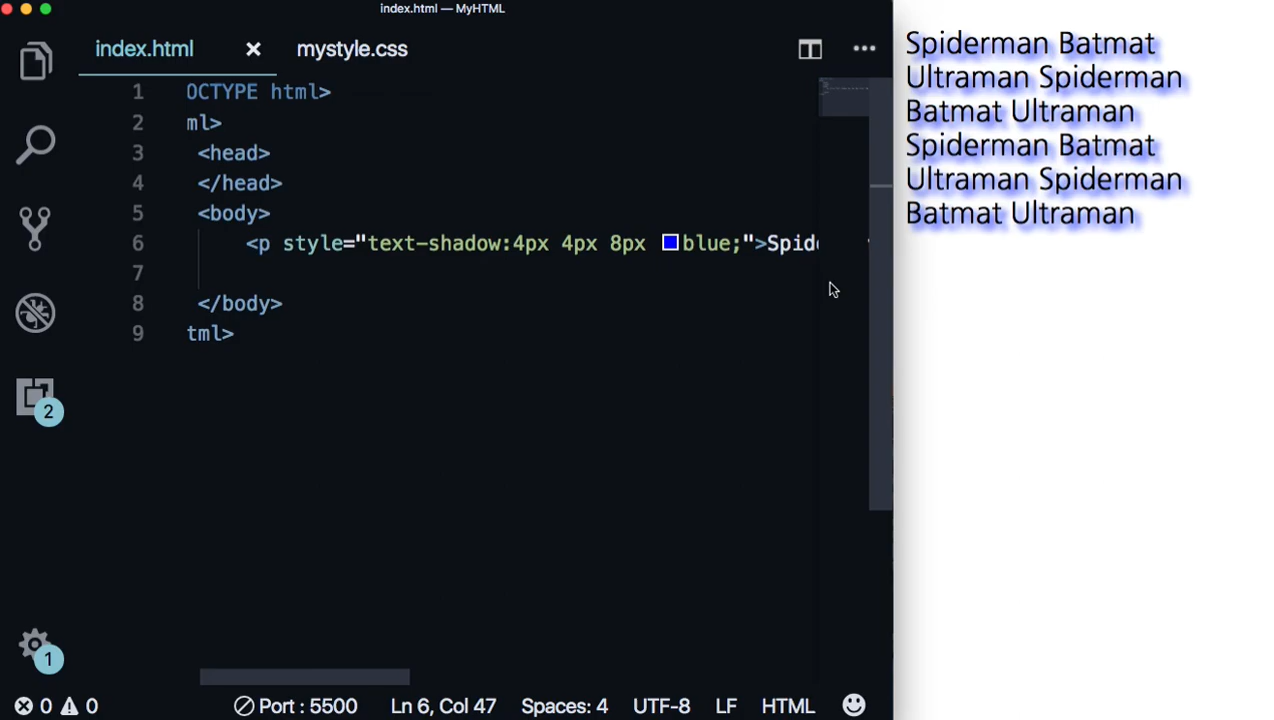 index.html — MyHTML
index.html
mystyle.css
1 OCTYPE html>
2 ml>
3 <head>
4 </head>
5 <body>
6 <p style="text-shadow:4px 4px 8px blue;">Spid
7
8 </body>
9 tml>
2
1
0 0
Port : 5500
Ln 6, Col 47
Spaces: 4
UTF-8
LF
HTML
Spiderman Batmat
Ultraman Spiderman
Batmat Ultraman
Spiderman Batmat
Ultraman Spiderman
Batmat Ultraman